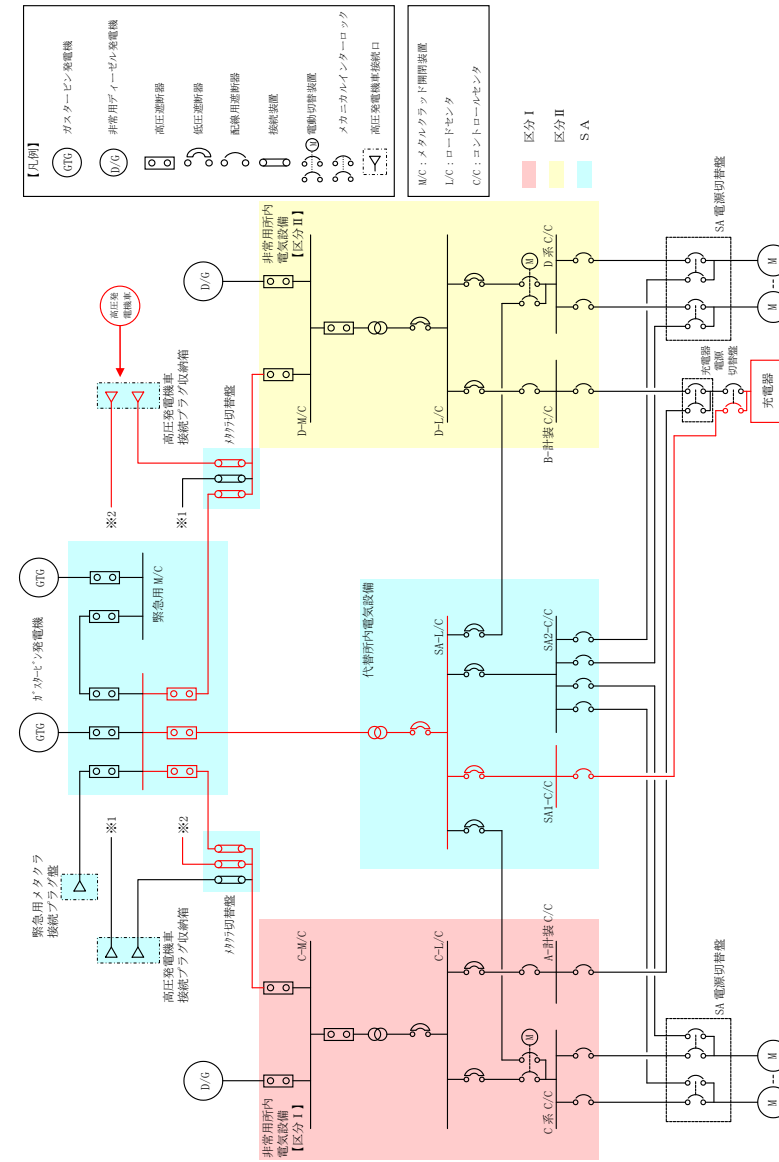 【凡例】
GTG
ガスタービン発電機
D/G
非常用ディーゼル発電機
高圧遮断器
低圧遮断器
配線用遮断器
接続装置
M
電動切替装置
メカニカルインターロック
高圧発電機車接続口
M/C：メタルクラッド開閉装置
L/C：ロードセンタ
C/C：コントロールセンタ
区分Ⅰ
区分Ⅱ
SA
緊急用メタクラ
接続プラグ盤
GTG
ガスタービン発電機
GTG
緊急用M/C
高圧発
電機車
高圧発電機車
接続プラグ収納箱
※1
※2
高圧発電機車
接続プラグ収納箱
※2
※1
メタクラ切替盤
メタクラ切替盤
D/G
非常用所内
電気設備
【区分Ⅰ】
C-M/C
C-L/C
M
C系 C/C
A-計装 C/C
代替所内電気設備
SA-L/C
SA1-C/C
SA2-C/C
D/G
非常用所内
電気設備
【区分Ⅱ】
D-M/C
D-L/C
M
B-計装 C/C
D系 C/C
SA 電源切替盤
M
M
充電器
電源
切替盤
充電器
SA 電源切替盤
M
M